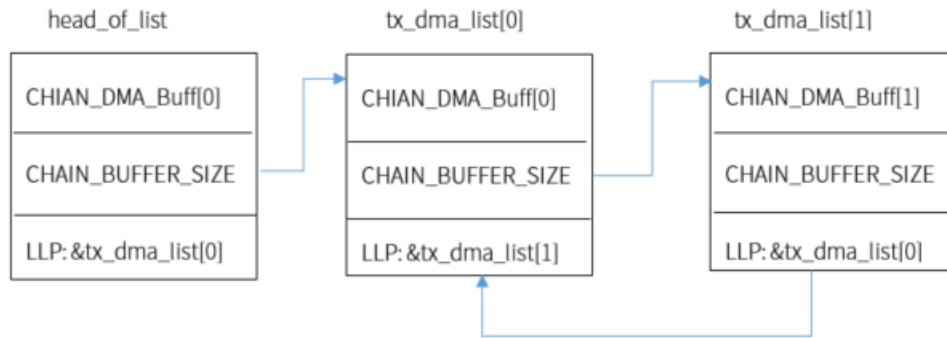 head_of_list
tx_dma_list[0]
tx_dma_list[1]
CHIAN_DMA_Buff[0]
CHIAN_DMA_Buff[0]
CHIAN_DMA_Buff[1]
CHAIN_BUFFER_SIZE
CHAIN_BUFFER_SIZE
CHAIN_BUFFER_SIZE
LLP: &tx_dma_list[0]
LLP: &tx_dma_list[1]
LLP: &tx_dma_list[0]